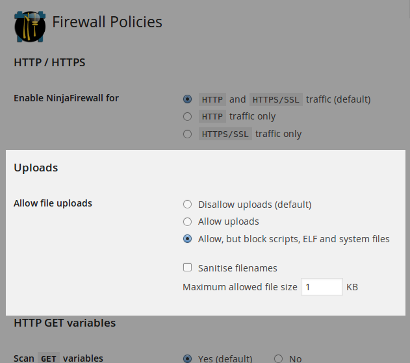 Firewall Policies
HTTP / HTTPS
Enable NinjaFirewall for
HTTP and HTTPS/SSL traffic (default)
HTTP traffic only
HTTPS/SSL traffic only
Uploads
Allow file uploads
Disallow uploads (default)
Allow uploads
Allow, but block scripts, ELF and system files
Sanitise filenames
Maximum allowed file size 1 KB
HTTP GET variables
Scan GET variables
Yes (default) No